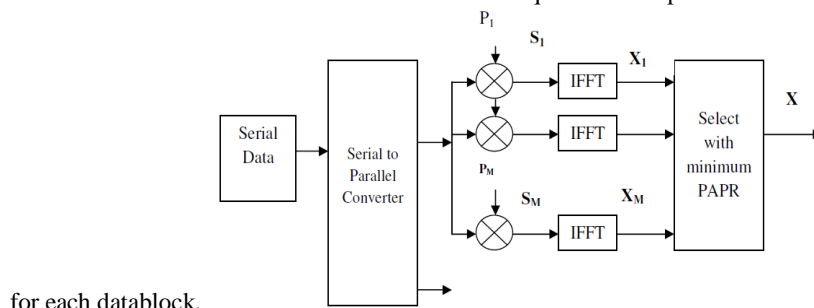 P1
S1
X1
IFFT
X
Serial
Data
Serial to
Parallel
Converter
IFFT
Select
with
minimum
PAPR
PM
SM
XM
IFFT
for each datablock.